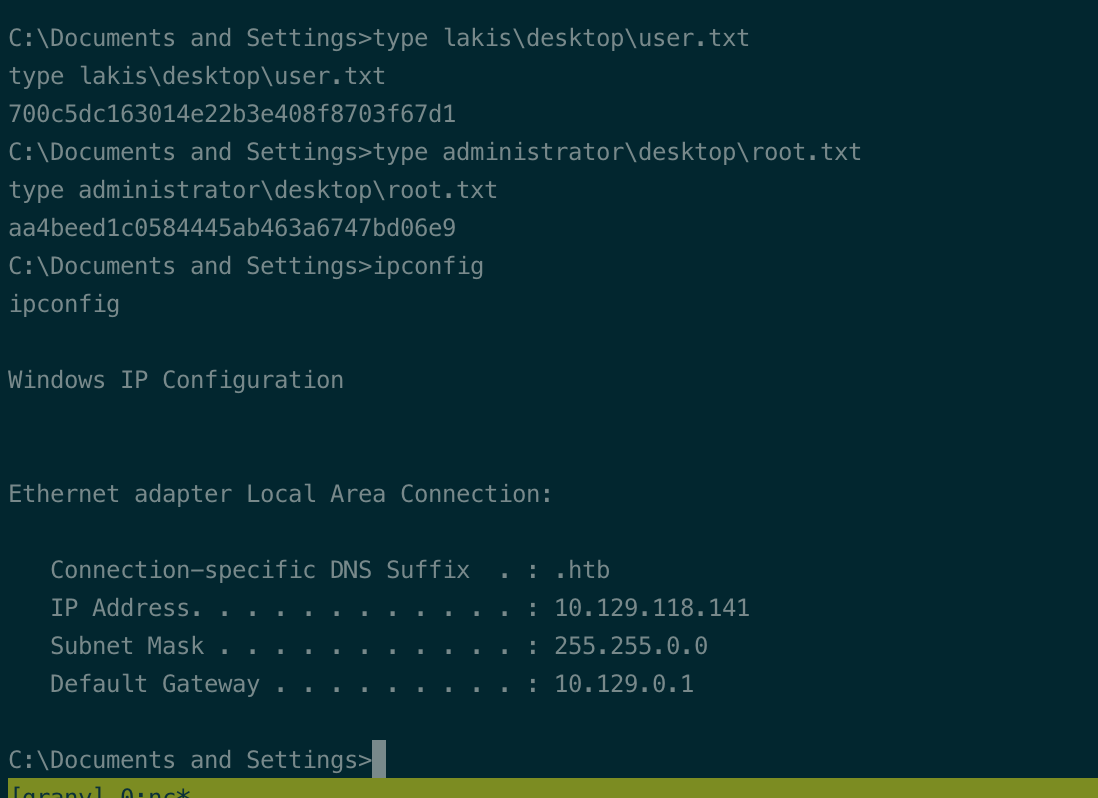 C:\Documents and Settings>type lakis\desktop\user.txt
type lakis\desktop\user.txt
700c5dc163014e22b3e408f8703f67d1
C:\Documents and Settings>type administrator\desktop\root.txt
type administrator\desktop\root.txt
aa4beed1c0584445ab463a6747bd06e9
C:\Documents and Settings>ipconfig
ipconfig
Windows IP Configuration
Ethernet adapter Local Area Connection:
Connection-specific DNS Suffix  . : .htb
IP Address. . . . . . . . . . . . : 10.129.118.141
Subnet Mask . . . . . . . . . . . : 255.255.0.0
Default Gateway . . . . . . . . . : 10.129.0.1
C:\Documents and Settings>
[grany] 0:nc*